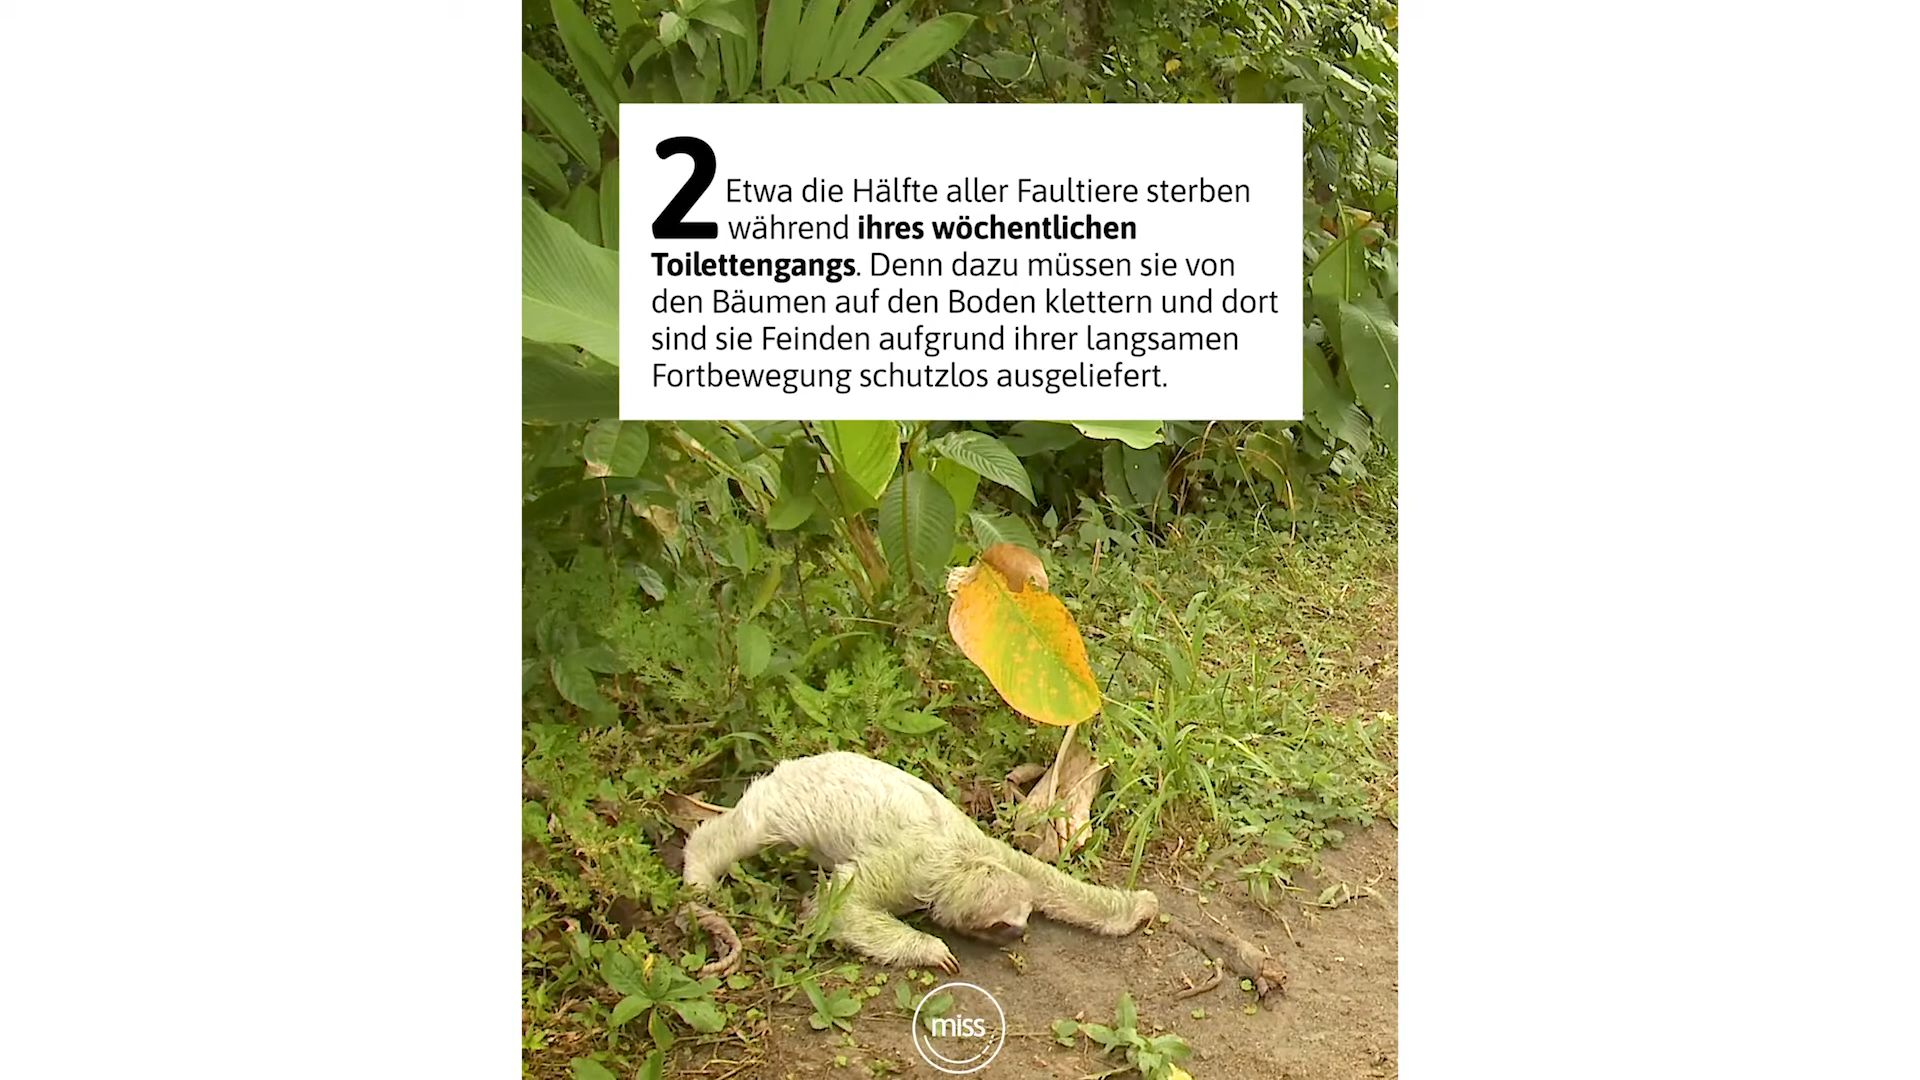 2 Etwa die Hälfte aller Faultiere sterben
während ihres wöchentlichen
Toilettengangs. Denn dazu müssen sie von
den Bäumen auf den Boden klettern und dort
sind sie Feinden aufgrund ihrer langsamen
Fortbewegung schutzlos ausgeliefert.
miss